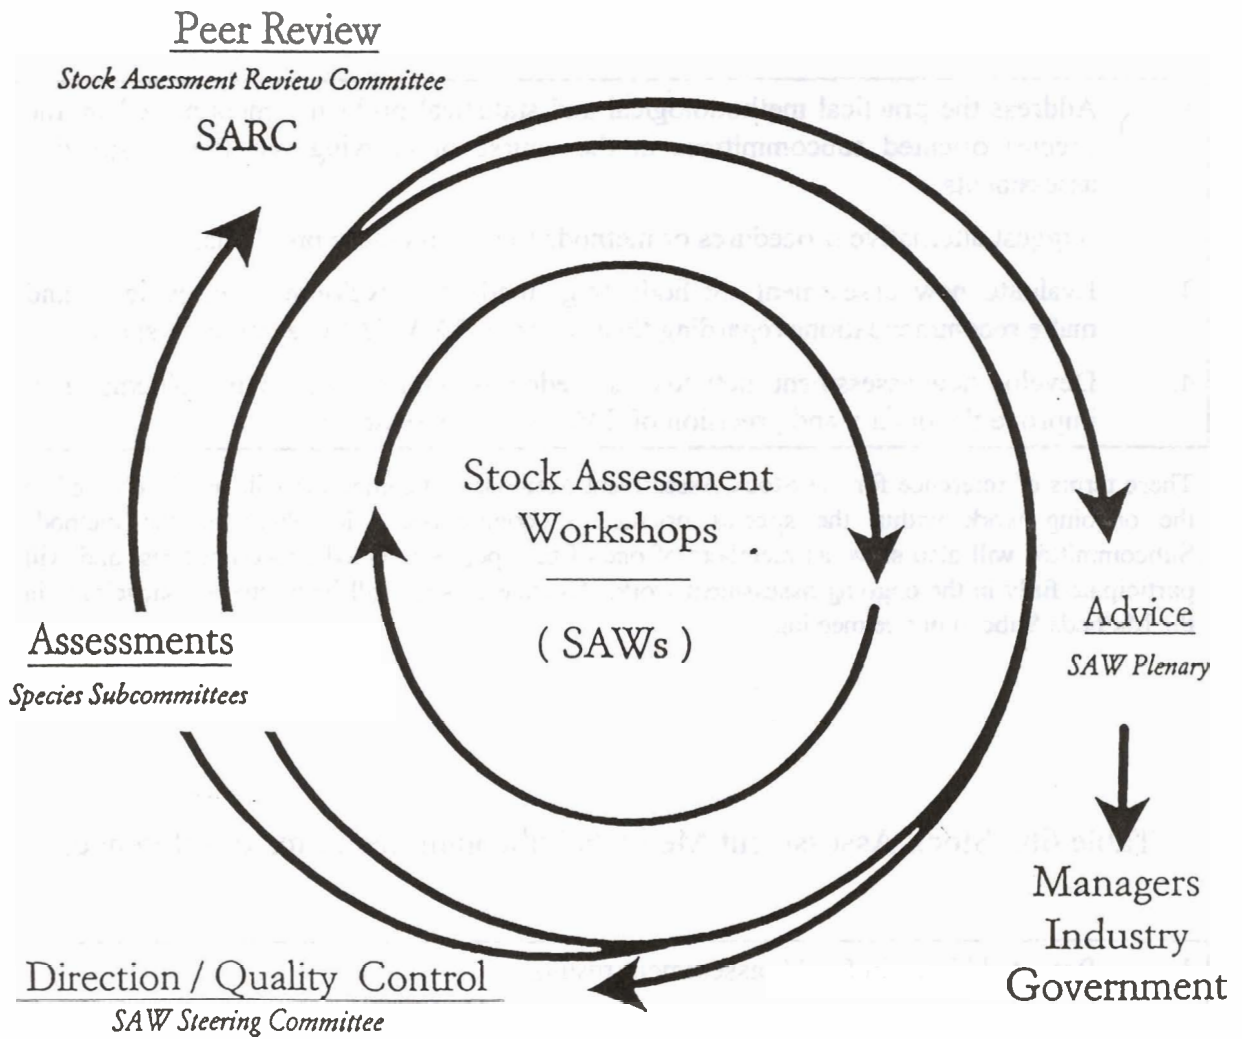 Peer Review
Stock Assessment Review Committee
SARC
Stock Assessment
Workshops
( SAWs )
Assessments
Species Subcommittees
Advice
SAW Plenary
Managers
Industry
Government
Direction / Quality Control
SAW Steering Committee